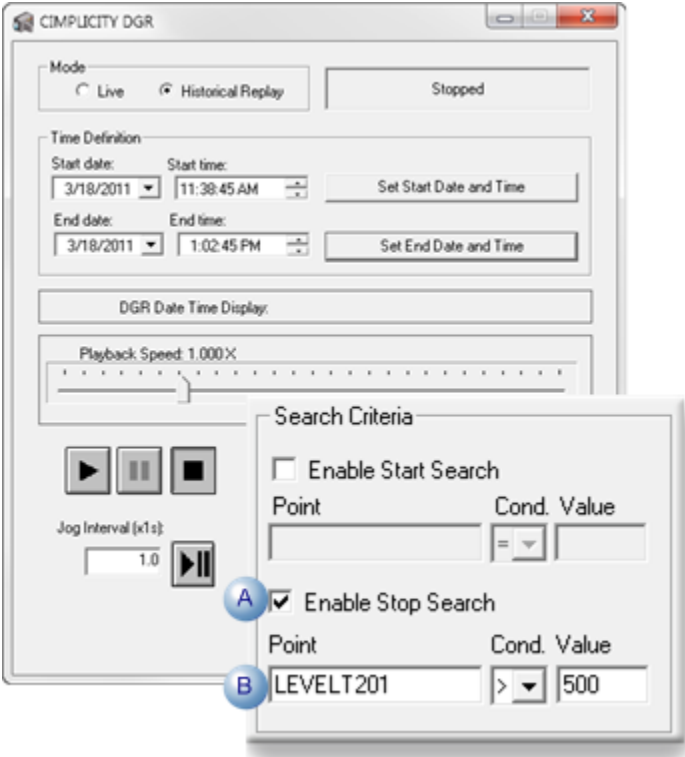 CIMPLICITY DGR
Mode
Live Historical Replay
Stopped
Time Definition
Start date: Start time:
3/18/2011 11:38:45 AM Set Start Date and Time
End date: End time:
3/18/2011 1:02:45 PM Set End Date and Time
DGR Date Time Display:
Playback Speed: 1.000 X
Jog Interval (x1s):
1.0
Search Criteria
Enable Start Search
Point Cond. Value
=
A Enable Stop Search
Point Cond. Value
B LEVELT201 > 500